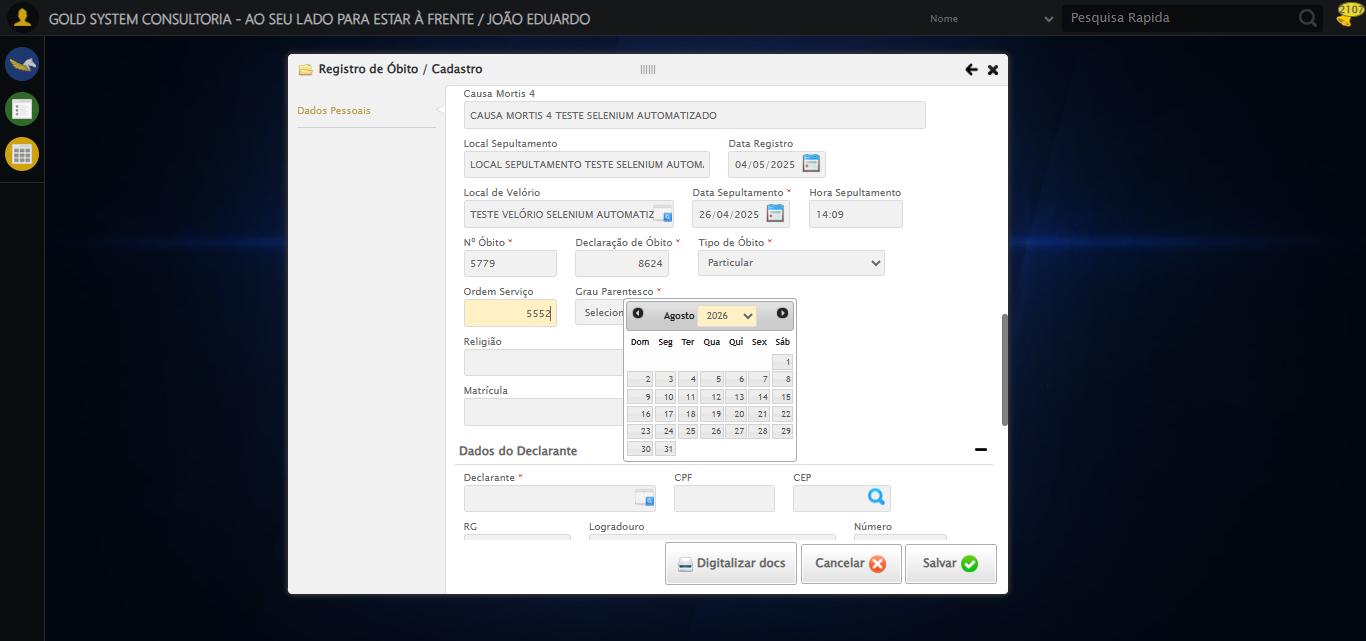 GOLD SYSTEM CONSULTORIA - AO SEU LADO PARA ESTAR À FRENTE / JOÃO EDUARDO
Nome
Pesquisa Rapida
2107
Registro de Óbito / Cadastro
Dados Pessoais
Causa Mortis 4
CAUSA MORTIS 4 TESTE SELENIUM AUTOMATIZADO
Local Sepultamento Data Registro
LOCAL SEPULTAMENTO TESTE SELENIUM AUTOM 04/05/2025
Local de Velório Data Sepultamento * Hora Sepultamento
TESTE VELÓRIO SELENIUM AUTOMATIZ 26/04/2025 14:09
Nº Óbito * Declaração de Óbito * Tipo de Óbito *
5779 8624 Particular
Ordem Serviço Grau Parentesco *
5552 Selecion
Agosto 2026
Dom Seg Ter Qua Qui Sex Sáb
1
2 3 4 5 6 7 8
9 10 11 12 13 14 15
16 17 18 19 20 21 22
23 24 25 26 27 28 29
30 31
Religião
Matrícula
Dados do Declarante
Declarante * CPF CEP
RG Logradouro Número
Digitalizar docs Cancelar Salvar